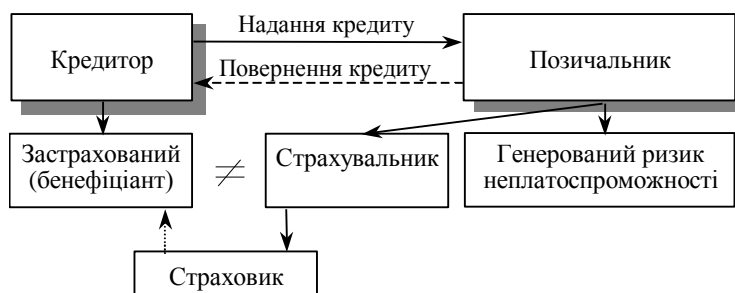 Надання кредиту
Кредитор
Позичальник
Повернення кредиту
Застрахований
(бенефіціант)
≠
Страхувальник
Генерований ризик
неплатоспроможності
Страховик